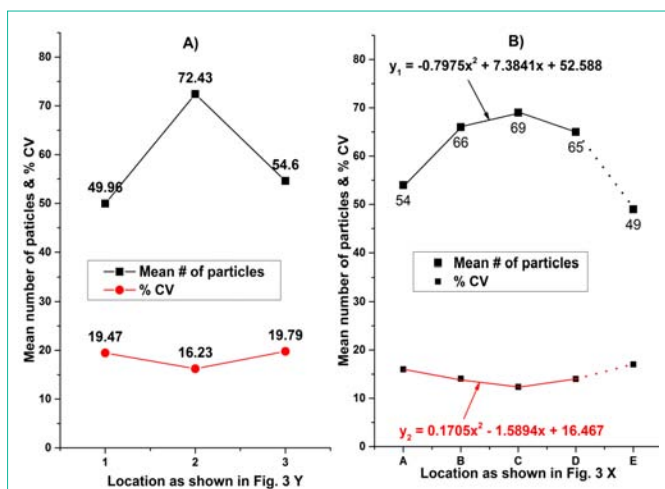 A)
Mean number of paticles & % CV
80
70
60
50
40
30
20
10
0
49.96
72.43
54.6
Mean # of particles
% CV
19.47
16.23
19.79
1
2
3
Location as shown in Fig. 3 Y
B)
Mean number of particles & % CV
80
70
60
50
40
30
20
10
0
y1 = -0.7975x² + 7.3841x + 52.588
54
66
69
65
49
Mean # of particles
% CV
y2 = 0.1705x² - 1.5894x + 16.467
A
B
C
D
E
Location as shown in Fig. 3 X